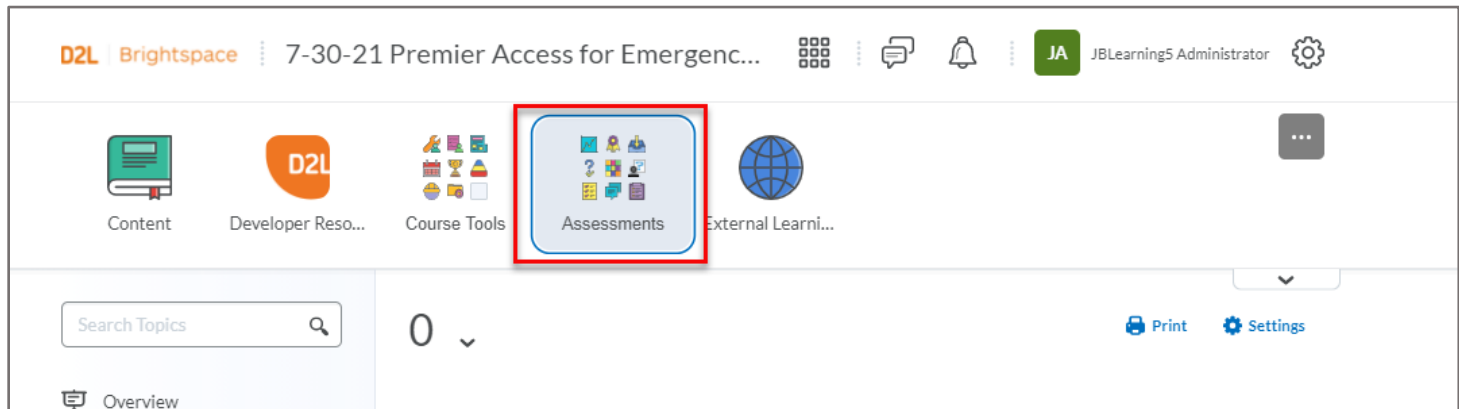 D2L Brightspace 7-30-21 Premier Access for Emergenc... JA JBLearning5 Administrator
D2L
...
Content Developer Reso... Course Tools Assessments External Learni...
Search Topics 0 Print Settings
Overview